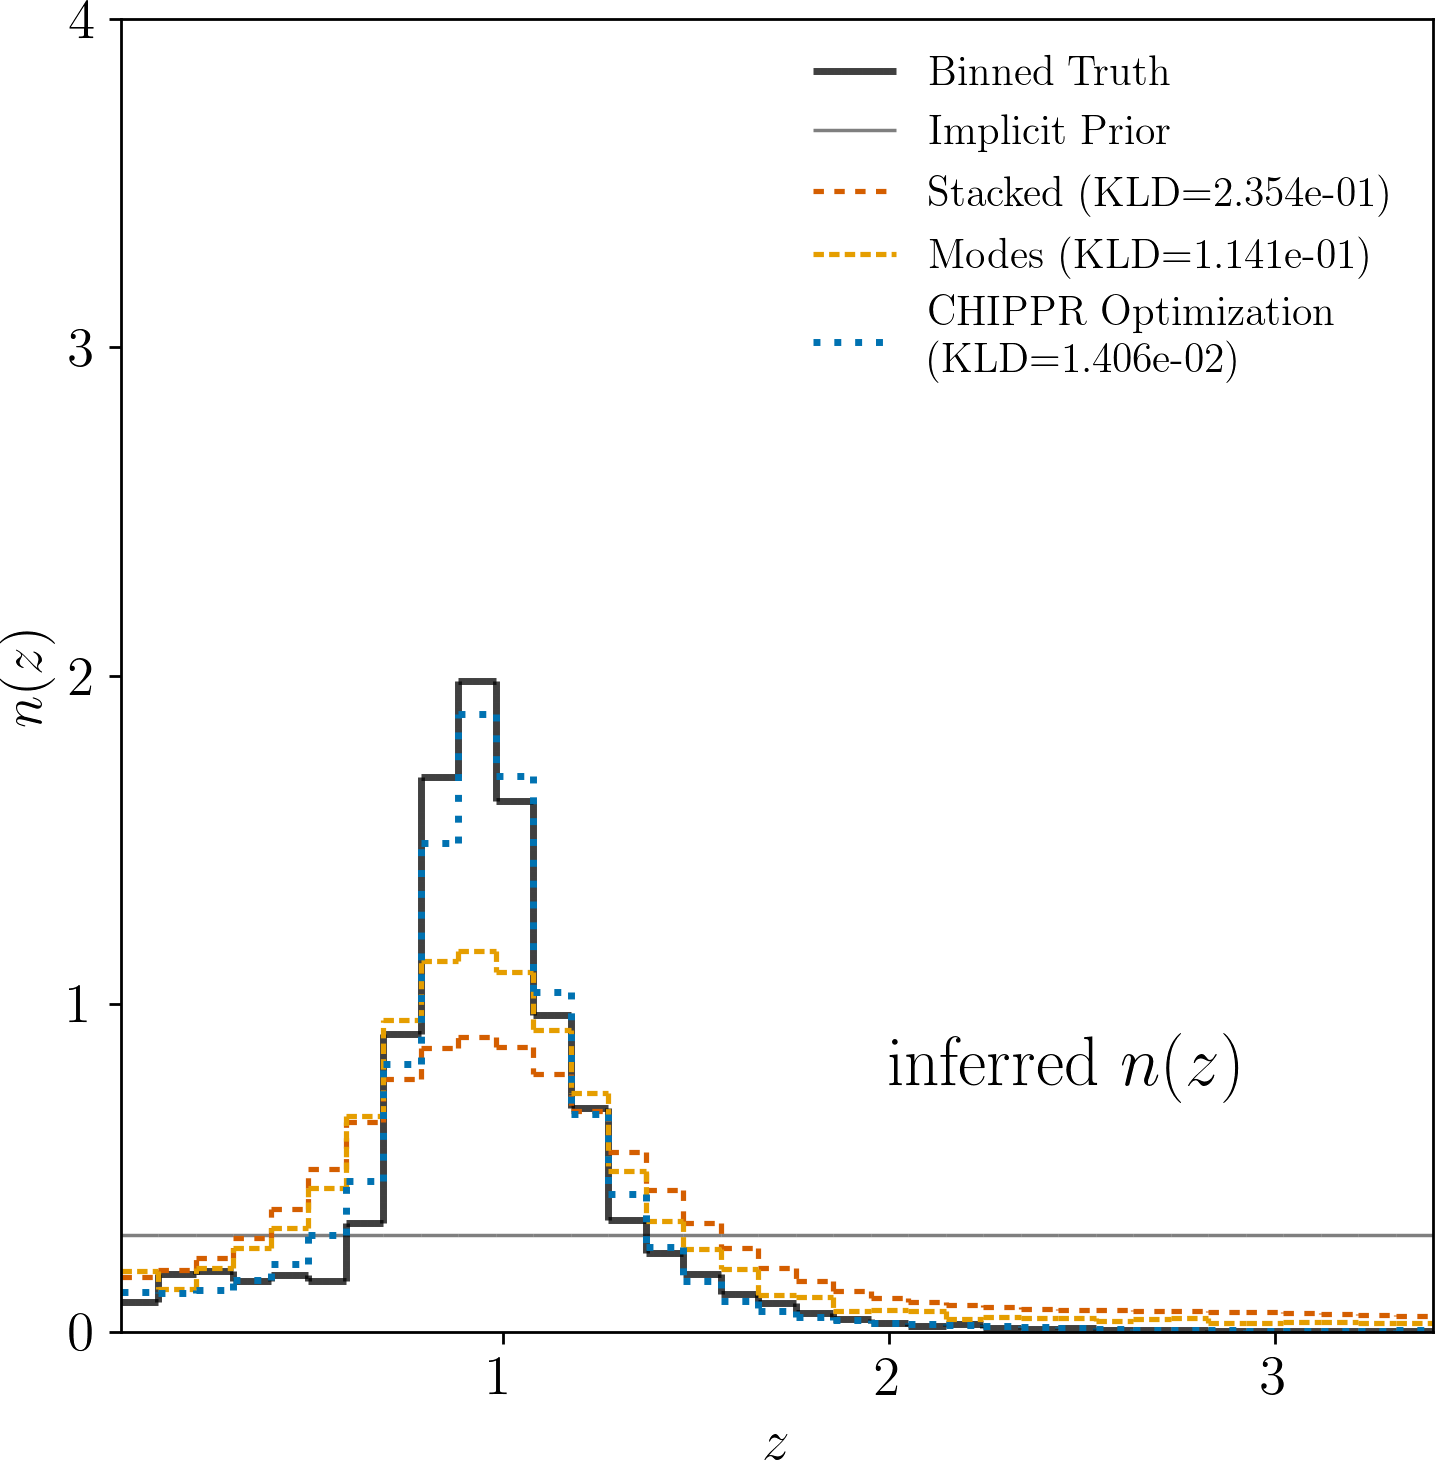 4
Binned Truth
Implicit Prior
Stacked (KLD=2.354e-01)
Modes (KLD=1.141e-01)
CHIPPR Optimization
(KLD=1.406e-02)
3
2
n(z)
1
inferred n(z)
0
1 2 3
z